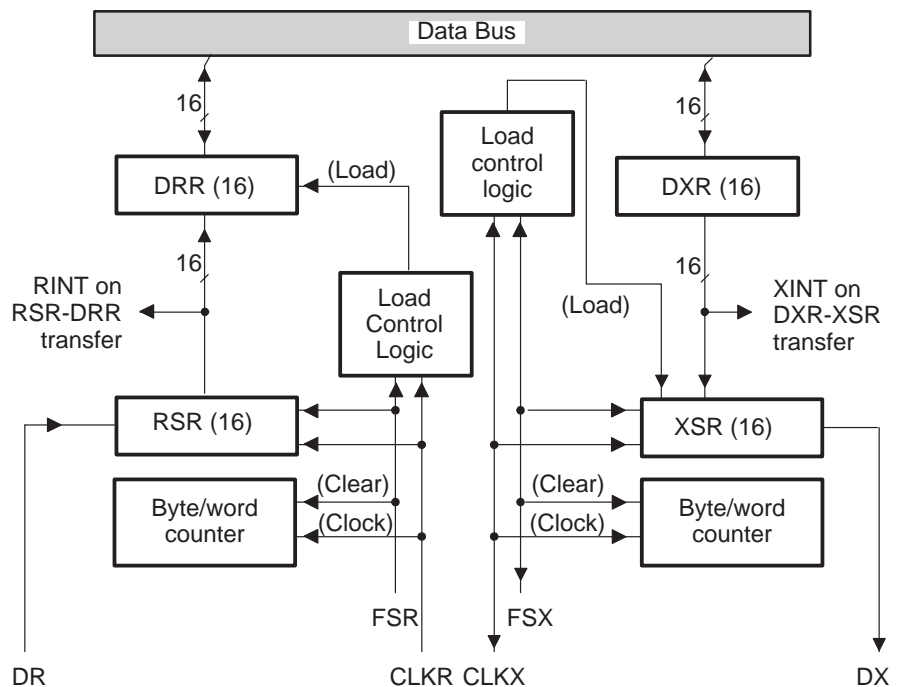 Data Bus
16
16
Load
control
logic
DRR (16)
(Load)
DXR (16)
16
16
RINT on
RSR-DRR
transfer
Load
Control
Logic
(Load)
XINT on
DXR-XSR
transfer
RSR (16)
XSR (16)
Byte/word
counter
(Clear)
(Clock)
(Clear)
(Clock)
Byte/word
counter
FSR
FSX
DR
CLKR
CLKX
DX